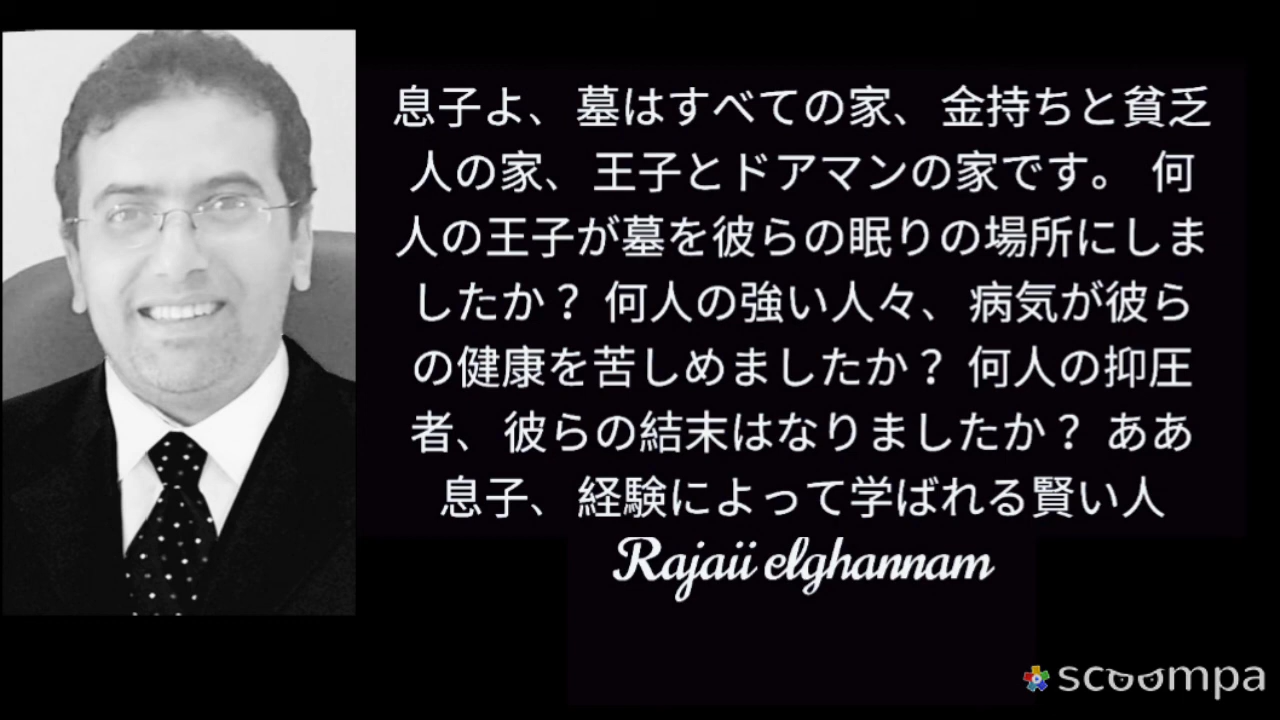 息子よ、 墓はすべての家、 金持ちと貧乏
人の家、 王子とドアマンの家です。 何
人の王子が墓を彼らの眠りの場所にしま
したか？ 何人の強い人々、 病気が彼ら
の健康を苦しめましたか？ 何人の抑圧
者、 彼らの結末はなりましたか？ ああ
息子、 経験によって学ばれる賢い人
Rajaii elghannam
scoompa